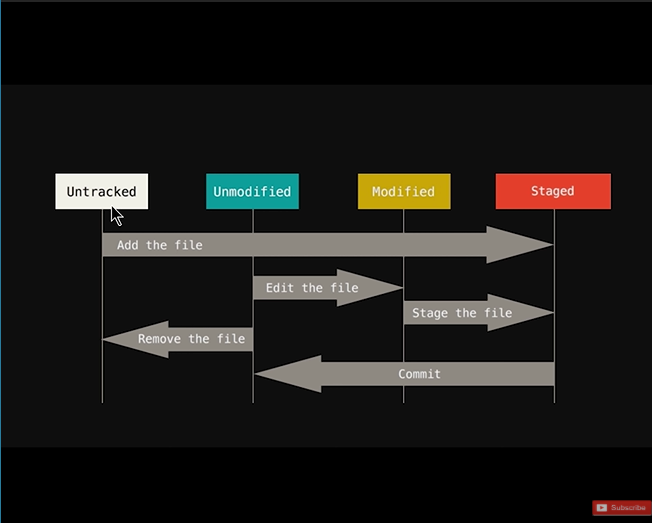 Untracked
Unmodified
Modified
Staged
Add the file
Edit the file
Stage the file
Remove the file
Commit
Subscribe